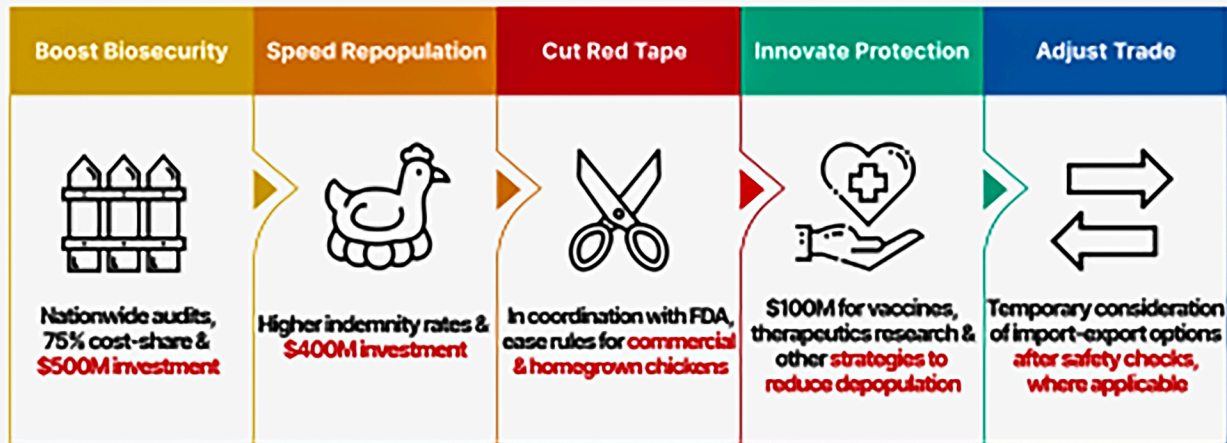 Boost Biosecurity
Nationwide audits,
75% cost-share &
$500M investment
Speed Repopulation
Higher indemnity rates &
$400M investment
Cut Red Tape
In coordination with FDA,
ease rules for commercial
& homegrown chickens
Innovate Protection
$100M for vaccines,
therapeutics research &
other strategies to
reduce depopulation
Adjust Trade
Temporary consideration
of import-export options
after safety checks,
where applicable